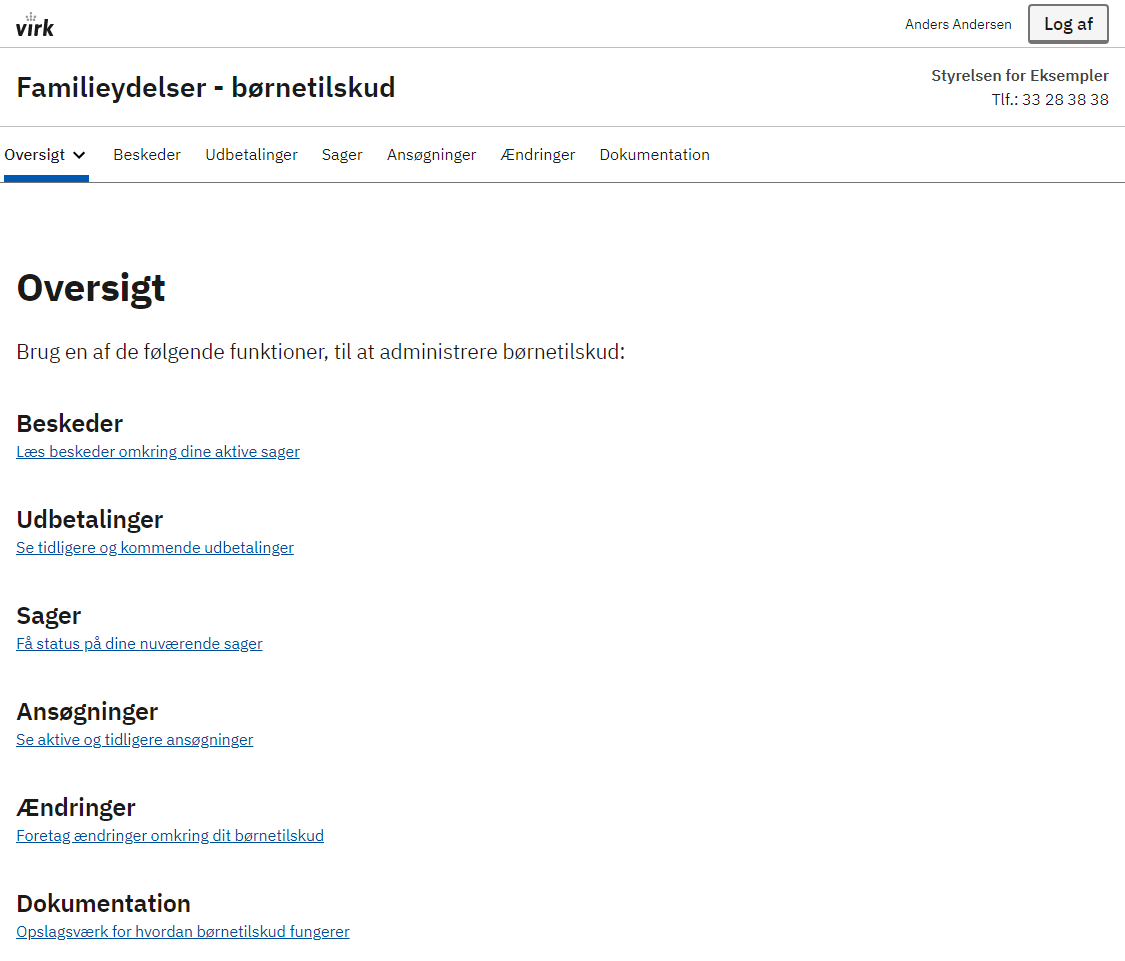 virk
Anders Andersen
Log af
Familieydelser - børnetilskud
Styrelsen for Eksempler
Tlf.: 33 28 38 38
Oversigt Beskeder Udbetalinger Sager Ansøgninger Ændringer Dokumentation
Oversigt
Brug en af de følgende funktioner, til at administrere børnetilskud:
Beskeder
Læs beskeder omkring dine aktive sager
Udbetalinger
Se tidligere og kommende udbetalinger
Sager
Få status på dine nuværende sager
Ansøgninger
Se aktive og tidligere ansøgninger
Ændringer
Foretag ændringer omkring dit børnetilskud
Dokumentation
Opslagsværk for hvordan børnetilskud fungerer